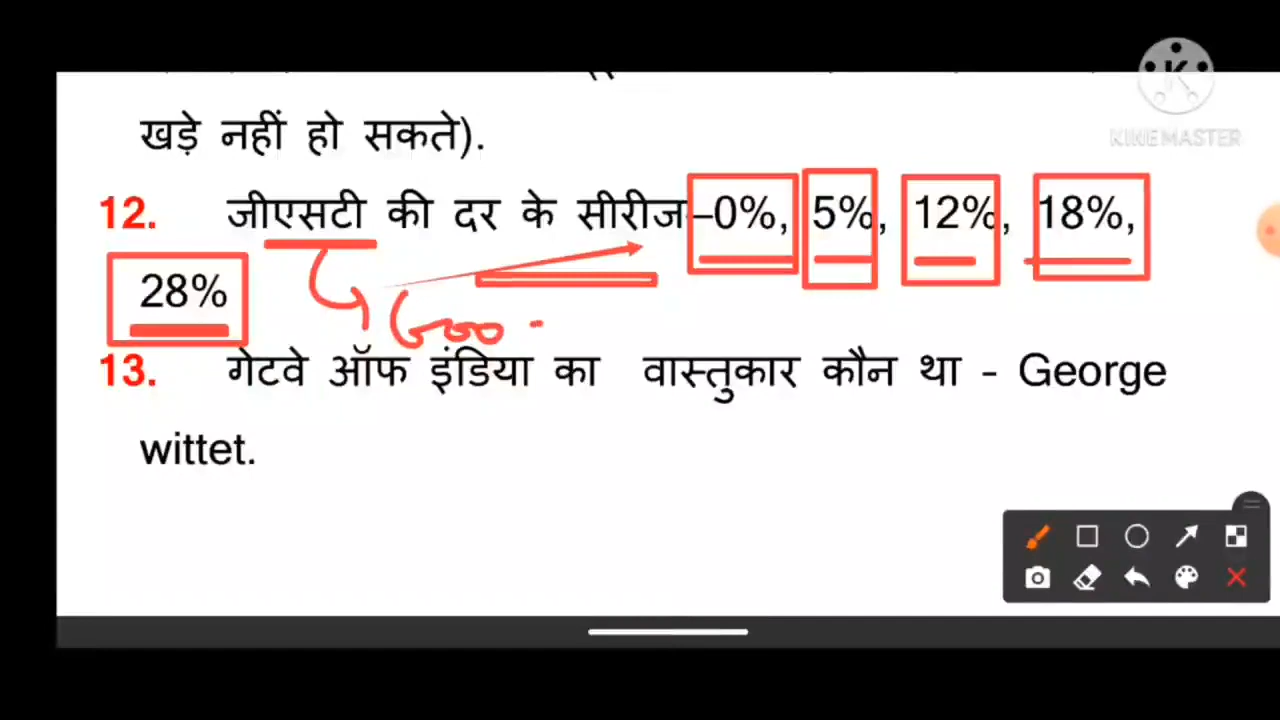 खड़े नहीं हो सकते).
KINEMASTER
12. जीएसटी की दर के सीरीज–0%, 5%, 12%, 18%,
28%
13. गेटवे ऑफ इंडिया का वास्तुकार कौन था - George
wittet.